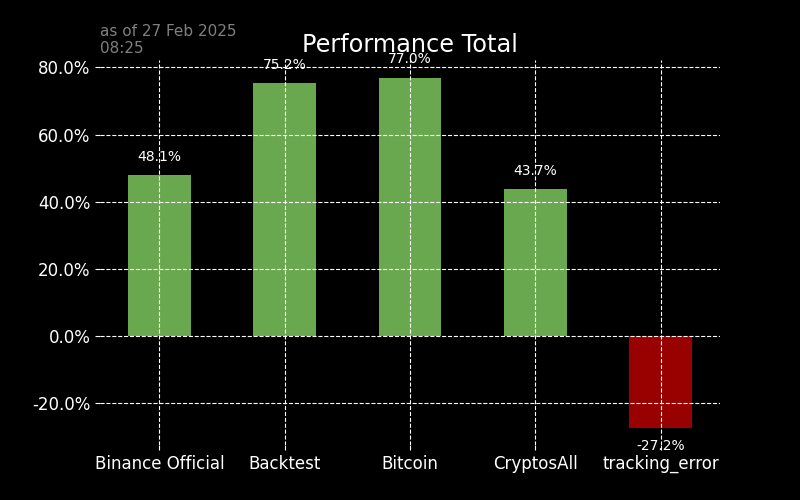 as of 27 Feb 2025
08:25
Performance Total
80.0%
60.0%
40.0%
20.0%
0.0%
-20.0%
48.1%
75.2%
77.0%
43.7%
-27.2%
Binance Official
Backtest
Bitcoin
CryptosAll
tracking_error